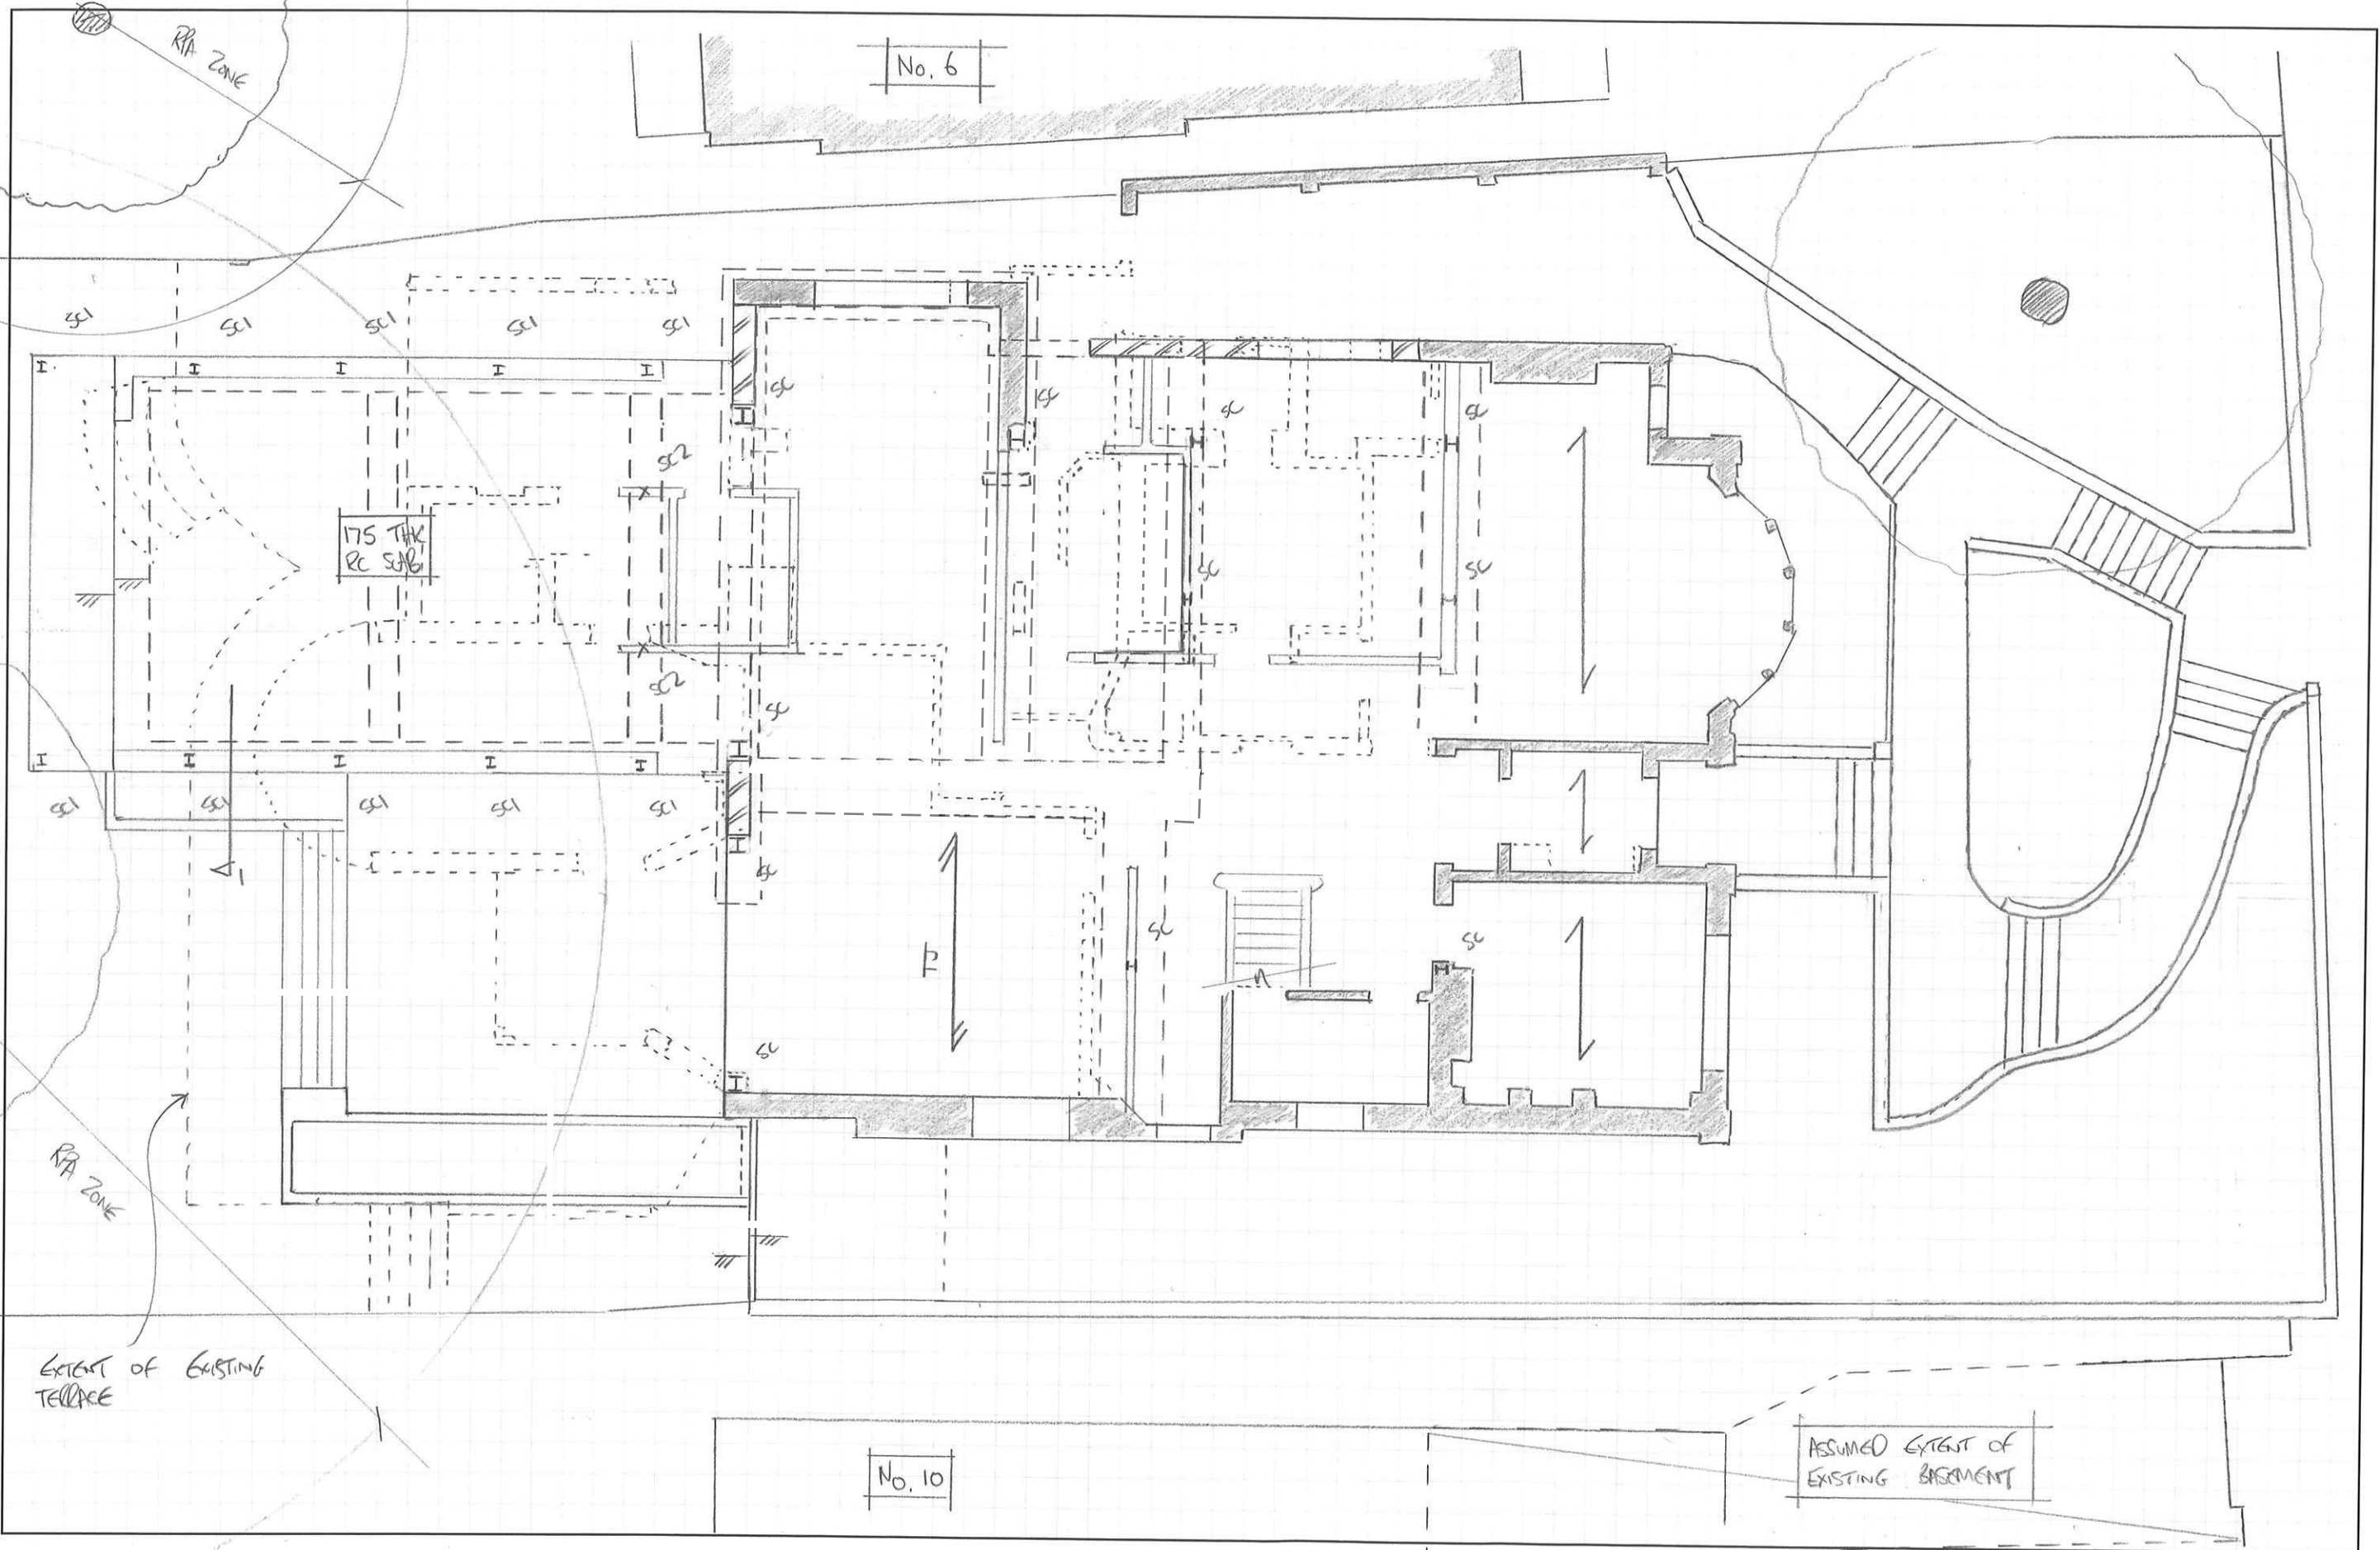 RPA ZONE
No. 6
SC1
SC1
SC1
SC1
SC1
SC
SC
SC
SC
SC2
175 THK
RC SLAB
SC
SC
SC2
SC
SC1
SC1
SC1
SC1
SC1
SC
SC
SC
TJ
1
SC
RPA ZONE
EXTENT OF EXISTING
TERRACE
No. 10
ASSUMED EXTENT OF
EXISTING BASEMENT